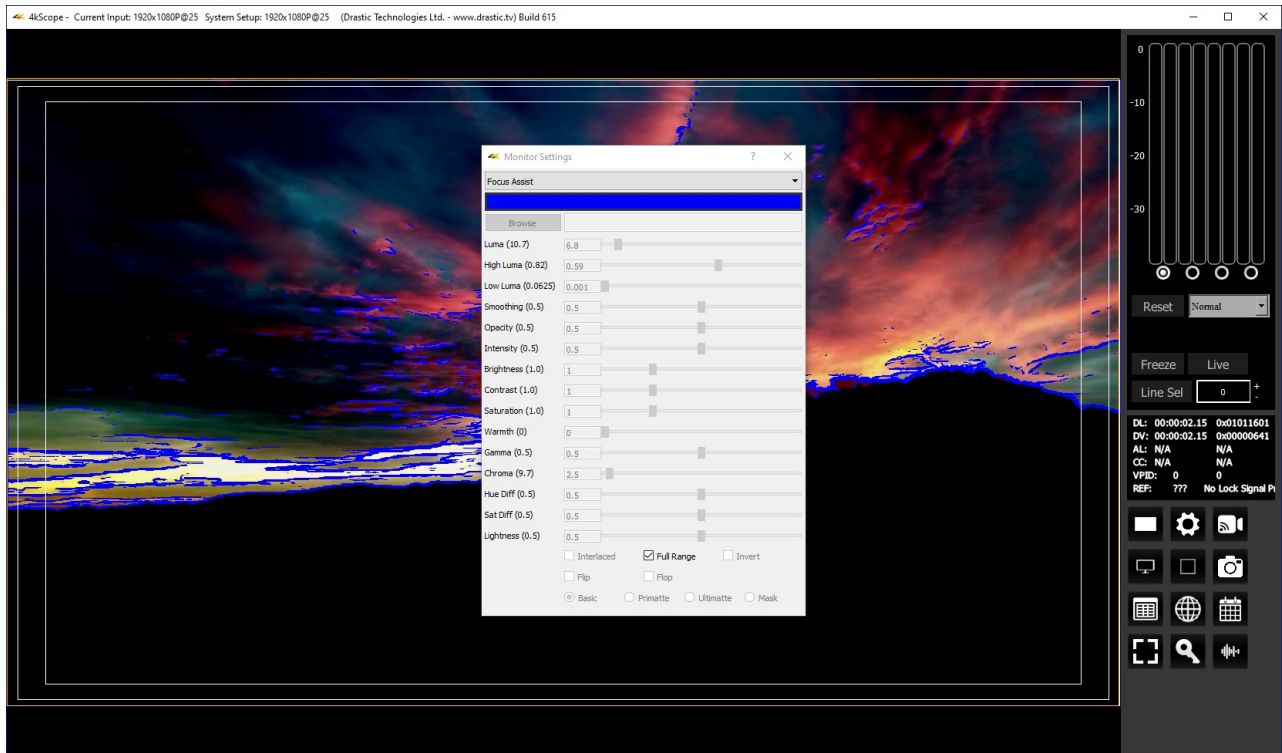 4kScope - Current Input: 1920x1080P@25 System Setup: 1920x1080P@25 (Drastic Technologies Ltd. - www.drastic.tv) Build 615
Monitor Settings ?
Focus Assist
Browse
Luma (10.7) 6.8
High Luma (0.82) 0.59
Low Luma (0.0625) 0.001
Smoothing (0.5) 0.5
Opacity (0.5) 0.5
Intensity (0.5) 0.5
Brightness (1.0) 1
Contrast (1.0) 1
Saturation (1.0) 1
Warmth (0) 0
Gamma (0.5) 0.5
Chroma (9.7) 2.5
Hue Diff (0.5) 0.5
Sat Diff (0.5) 0.5
Lightness (0.5) 0.5
Interlaced Full Range Invert
Flip Flop
Basic Primatte Ultimatte Mask
0
-10
-20
-30
Reset Normal
Freeze Live
Line Sel 0 + -
DL: 00:00:02.15 0x01011601
DV: 00:00:02.15 0x00000641
AL: N/A N/A
CC: N/A N/A
VPID: 0 0
REF: ??? No Lock Signal Pr